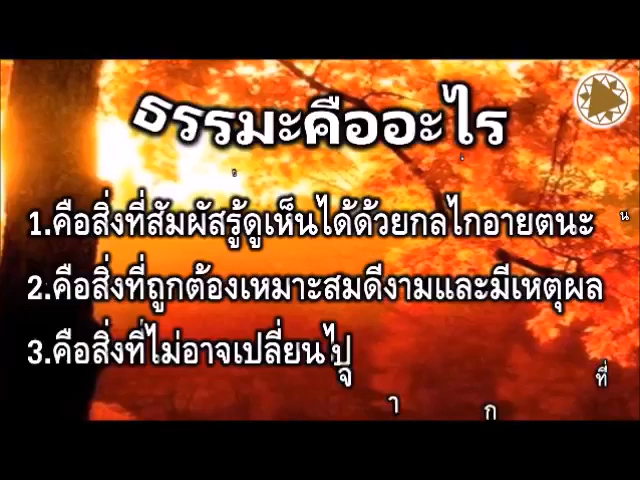 ธรรมะคืออะไร
1.คือสิ่งที่สัมผัสรู้ดูเห็นได้ด้วยกลไกอายตนะ
2.คือสิ่งที่ถูกต้องเหมาะสมดีงามและมีเหตุผล
3.คือสิ่งที่ไม่อาจเปลี่ยนไป